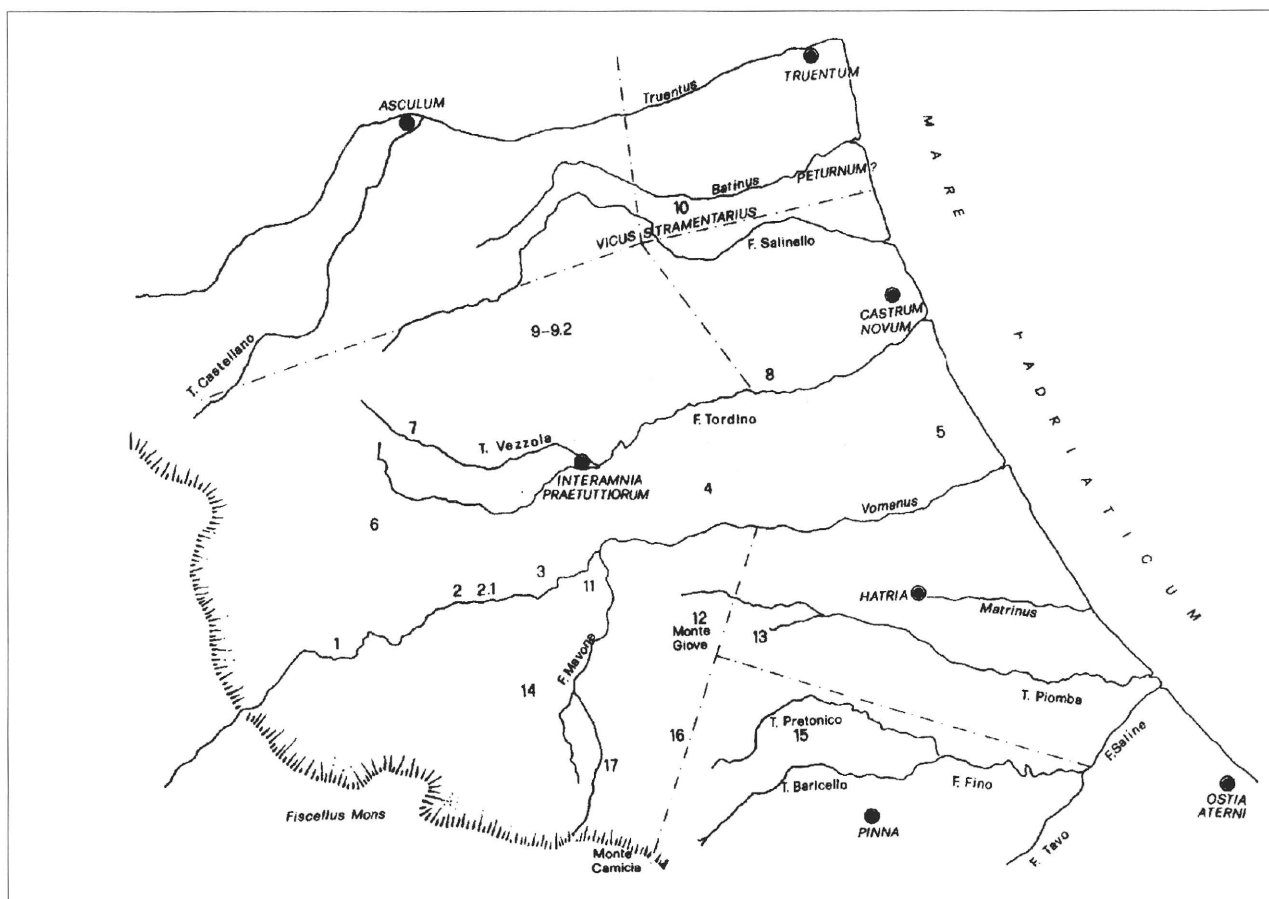 TRUENTUM
Truentus
ASCULUM
MARE HADRIATICUM
Batinus
PETURNUM ?
10
VICUS STRAMENTARIUS
F. Salinello
CASTRUM
NOVUM
9–9.2
T. Castellano
8
7
T. Vezzola
F. Tordino
5
INTERAMNIA
PRAETUTTIORUM
4
6
Vomanus
3
11
2
2.1
1
HATRIA
Matrinus
12
Monte
Giove
13
F. Mavone
14
T. Piomba
16
T. Pretonico
15
17
F. Saline
T. Baricello
F. Fino
OSTIA
ATERNI
Fiscellus Mons
PINNA
F. Tavo
Monte
Camicia